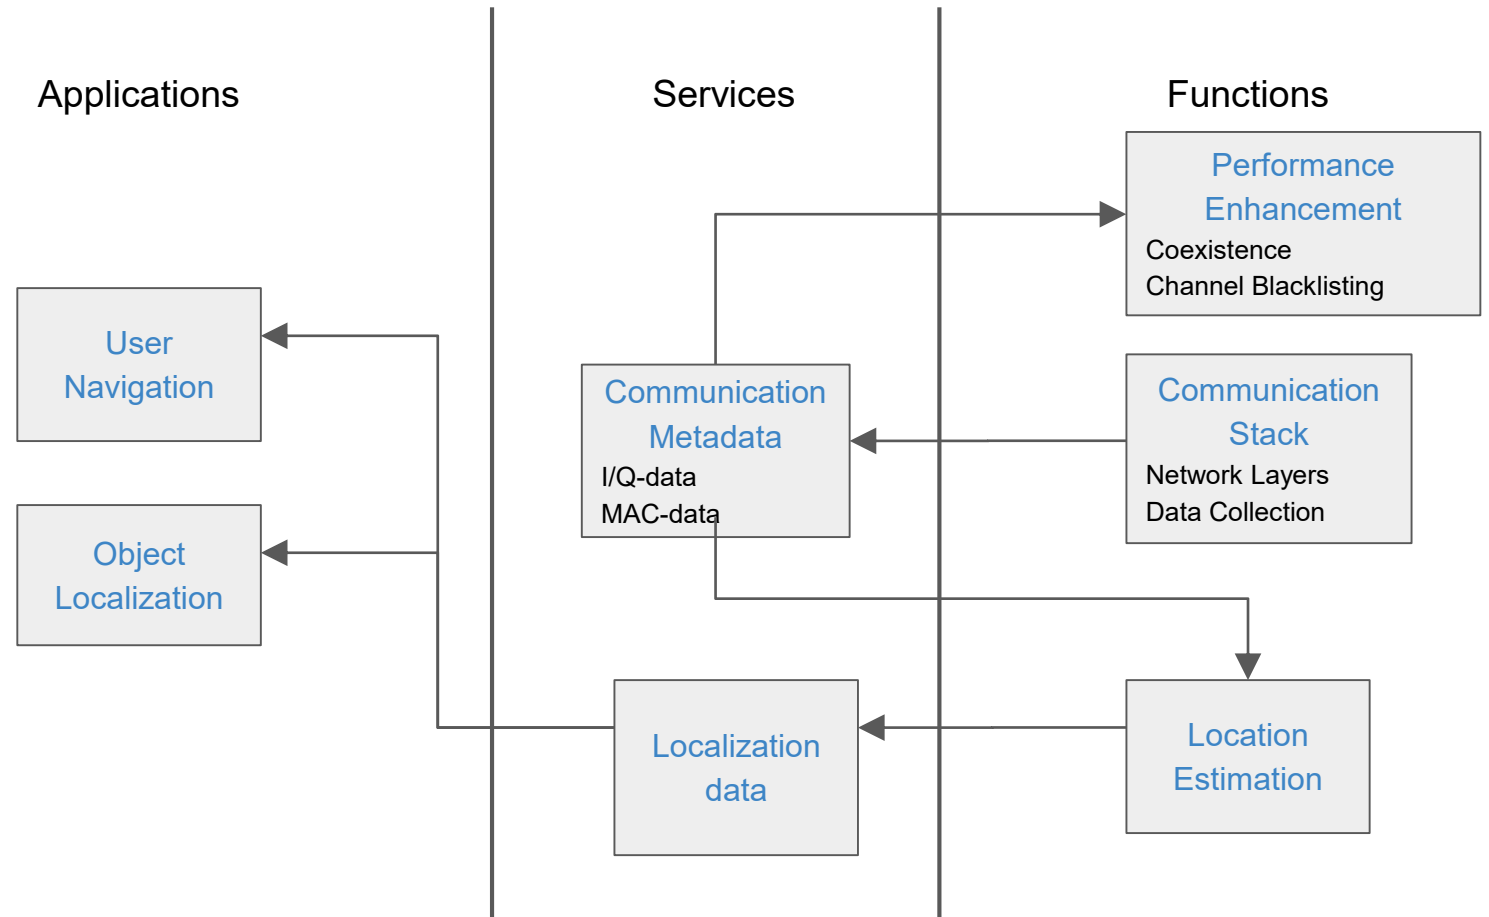 Applications
Services
Functions
Performance
Enhancement
Coexistence
Channel Blacklisting
User
Navigation
Communication
Metadata
I/Q-data
MAC-data
Communication
Stack
Network Layers
Data Collection
Object
Localization
Localization
data
Location
Estimation